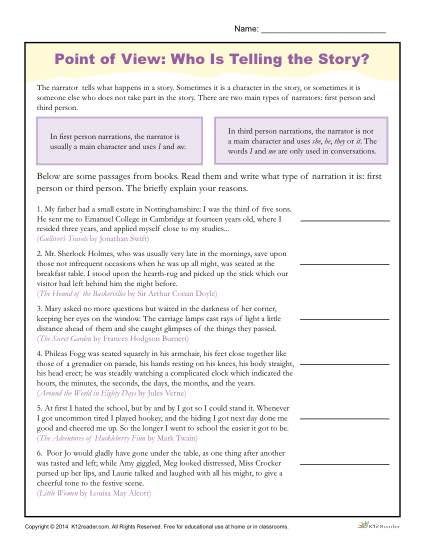 Name:
Point of View: Who Is Telling the Story?
The narrator tells what happens in a story. Sometimes it is a character in the story, or sometimes it is
someone else who does not take part in the story. There are two main types of narrators: first person and
third person.
In first person narrations, the narrator is
usually a main character and uses I and me.
In third person narrations, the narrator is not
a main character and uses she, he, they or it. The
words I and me are only used in conversations.
Below are some passages from books. Read them and write what type of narration it is: first
person or third person. The briefly explain your reasons.
1. My father had a small estate in Nottinghamshire: I was the third of five sons.
He sent me to Emanuel College in Cambridge at fourteen years old, where I
resided three years, and applied myself close to my studies...
(Gulliver's Travels by Jonathan Swift)
2. Mr. Sherlock Holmes, who was usually very late in the mornings, save upon
those not infrequent occasions when he was up all night, was seated at the
breakfast table. I stood upon the hearth-rug and picked up the stick which our
visitor had left behind him the night before.
(The Hound of the Baskervilles by Sir Arthur Conan Doyle)
3. Mary asked no more questions but waited in the darkness of her corner,
keeping her eyes on the window. The carriage lamps cast rays of light a little
distance ahead of them and she caught glimpses of the things they passed.
(The Secret Garden by Frances Hodgson Burnett)
4. Phileas Fogg was seated squarely in his armchair, his feet close together like
those of a grenadier on parade, his hands resting on his knees, his body straight,
his head erect; he was steadily watching a complicated clock which indicated the
hours, the minutes, the seconds, the days, the months, and the years.
(Around the World in Eighty Days by Jules Verne)
5. At first I hated the school, but by and by I got so I could stand it. Whenever
I got uncommon tired I played hookey, and the hiding I got next day done me
good and cheered me up. So the longer I went to school the easier it got to be.
(The Adventures of Huckleberry Finn by Mark Twain)
6. Poor Jo would gladly have gone under the table, as one thing after another
was tasted and left; while Amy giggled, Meg looked distressed, Miss Crocker
pursed up her lips, and Laurie talked and laughed with all his might, to give a
cheerful tone to the festive scene.
(Little Women by Louisa May Alcott)
Copyright © 2014 K12reader.com. All Rights Reserved. Free for educational use at home or in classrooms.
K12Reader